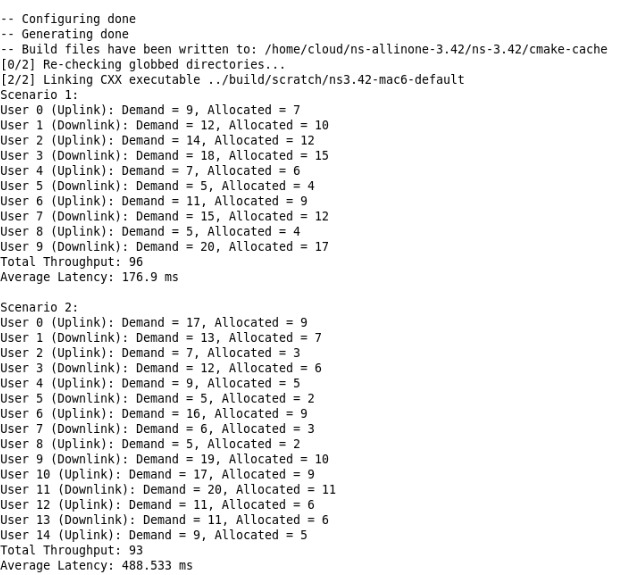 -- Configuring done
-- Generating done
-- Build files have been written to: /home/cloud/ns-allinone-3.42/ns-3.42/cmake-cache
[0/2] Re-checking globbed directories...
[2/2] Linking CXX executable ../build/scratch/ns3.42-mac6-default
Scenario 1:
User 0 (Uplink): Demand = 9, Allocated = 7
User 1 (Downlink): Demand = 12, Allocated = 10
User 2 (Uplink): Demand = 14, Allocated = 12
User 3 (Downlink): Demand = 18, Allocated = 15
User 4 (Uplink): Demand = 7, Allocated = 6
User 5 (Downlink): Demand = 5, Allocated = 4
User 6 (Uplink): Demand = 11, Allocated = 9
User 7 (Downlink): Demand = 15, Allocated = 12
User 8 (Uplink): Demand = 5, Allocated = 4
User 9 (Downlink): Demand = 20, Allocated = 17
Total Throughput: 96
Average Latency: 176.9 ms

Scenario 2:
User 0 (Uplink): Demand = 17, Allocated = 9
User 1 (Downlink): Demand = 13, Allocated = 7
User 2 (Uplink): Demand = 7, Allocated = 3
User 3 (Downlink): Demand = 12, Allocated = 6
User 4 (Uplink): Demand = 9, Allocated = 5
User 5 (Downlink): Demand = 5, Allocated = 2
User 6 (Uplink): Demand = 16, Allocated = 9
User 7 (Downlink): Demand = 6, Allocated = 3
User 8 (Uplink): Demand = 5, Allocated = 2
User 9 (Downlink): Demand = 19, Allocated = 10
User 10 (Uplink): Demand = 17, Allocated = 9
User 11 (Downlink): Demand = 20, Allocated = 11
User 12 (Uplink): Demand = 11, Allocated = 6
User 13 (Downlink): Demand = 11, Allocated = 6
User 14 (Uplink): Demand = 9, Allocated = 5
Total Throughput: 93
Average Latency: 488.533 ms